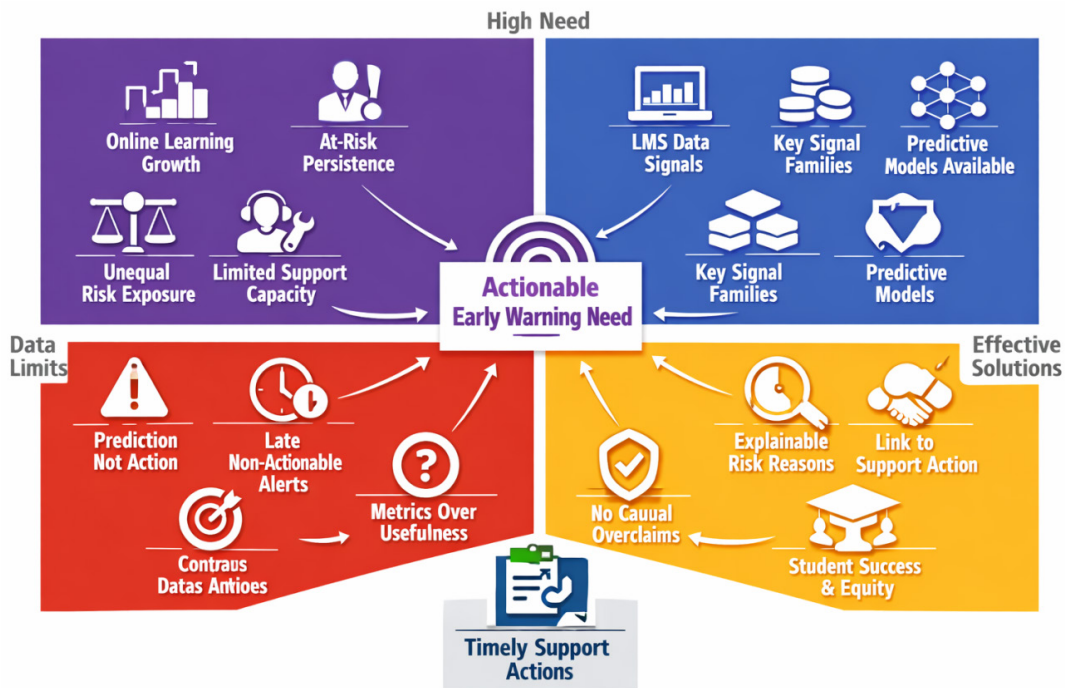 High Need
Online Learning
Growth
At-Risk
Persistence
Unequal
Risk Exposure
Limited Support
Capacity
LMS Data
Signals
Key Signal
Families
Predictive
Models Available
Key Signal
Families
Predictive
Models
Actionable
Early Warning Need
Data
Limits
Effective
Solutions
Prediction
Not Action
Late
Non-Actionable
Alerts
Metrics Over
Usefulness
Contraus
Datas Antioes
Explainable
Risk Reasons
Link to
Support Action
No Cauual
Overclaims
Student Success
& Equity
Timely Support
Actions